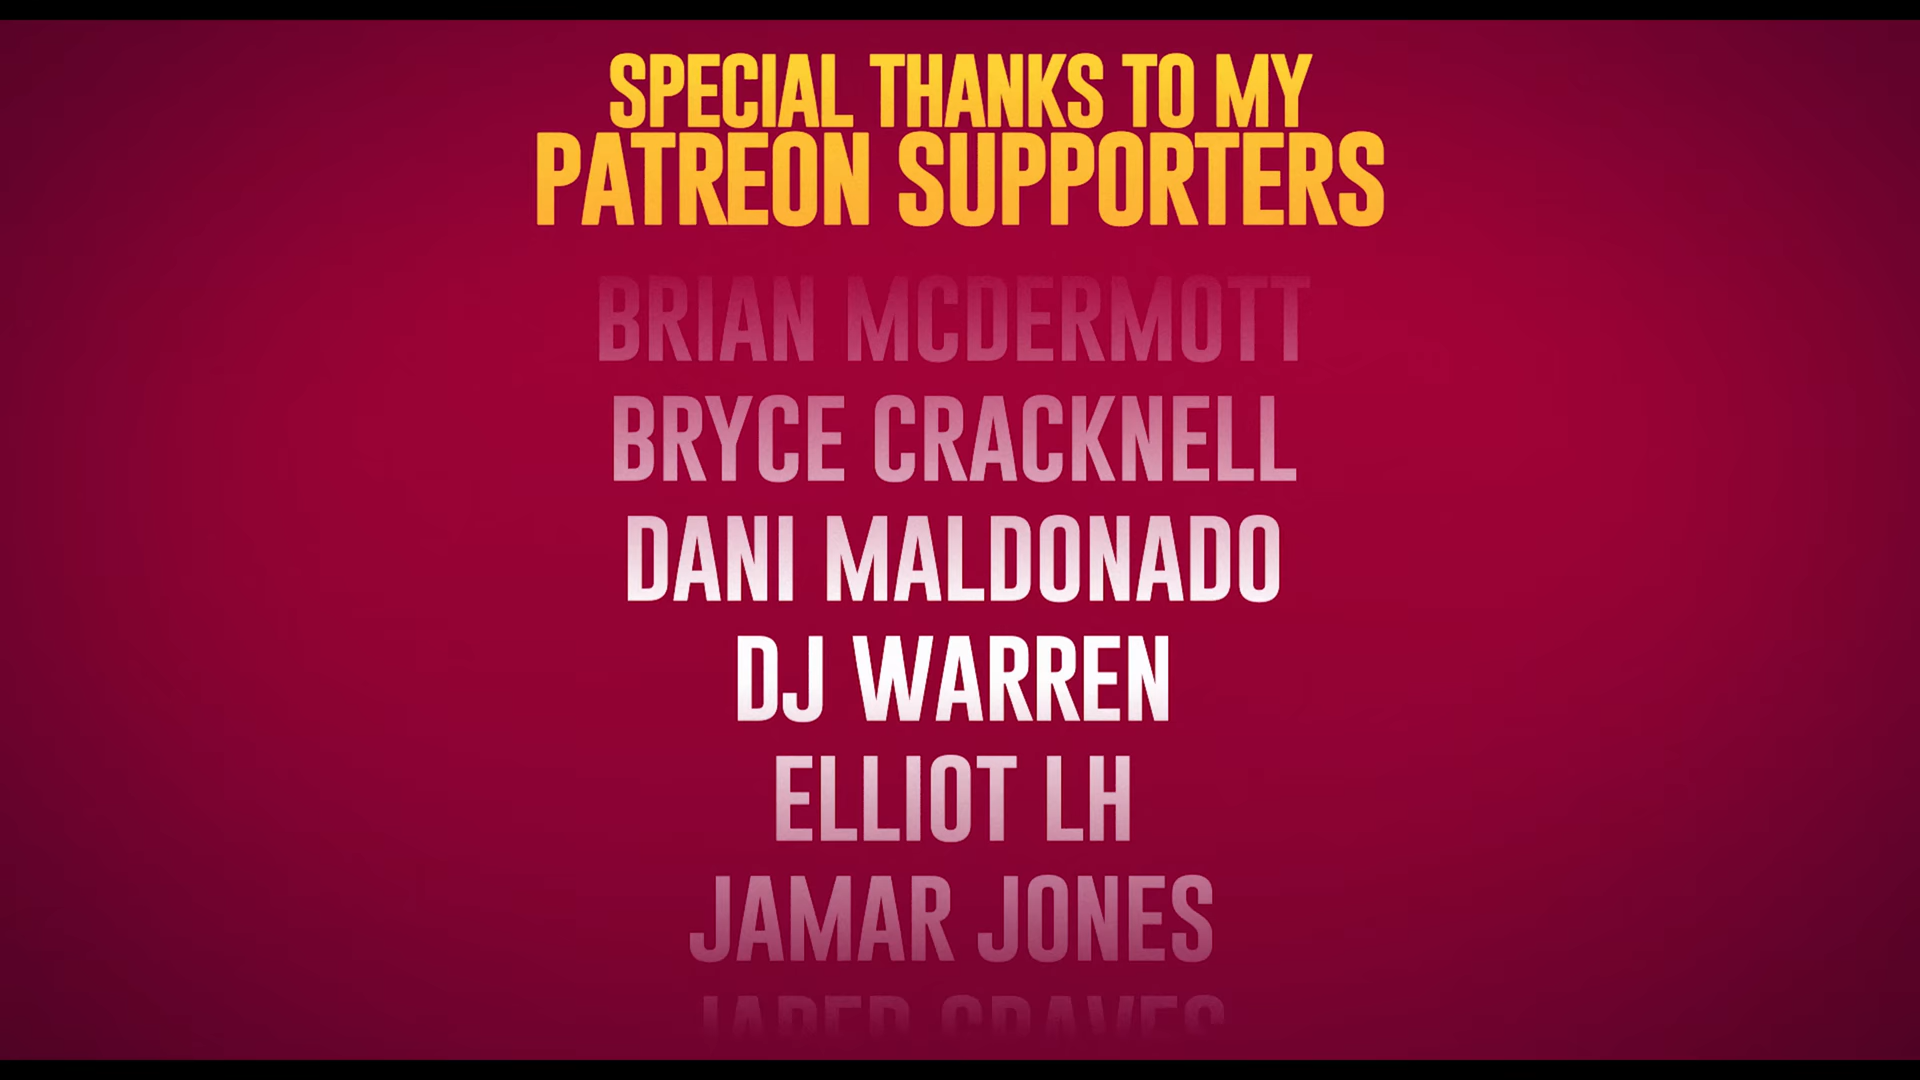 SPECIAL THANKS TO MY
PATREON SUPPORTERS
BRIAN MCDERMOTT
BRYCE CRACKNELL
DANI MALDONADO
DJ WARREN
ELLIOT LH
JAMAR JONES